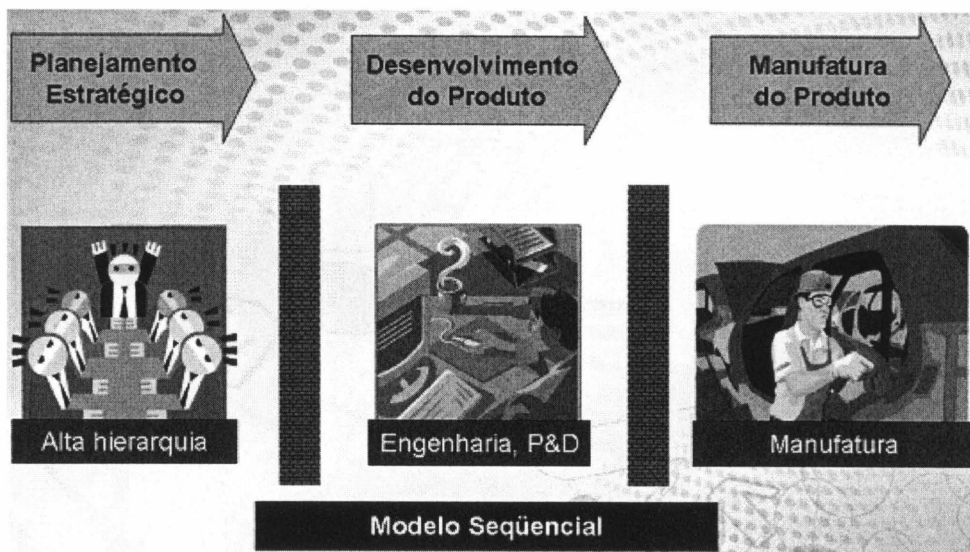 Planejamento
Estratégico
Desenvolvimento
do Produto
Manufatura
do Produto
Alta hierarquia
Engenharia, P&D
Manufatura
Modelo Seqüencial